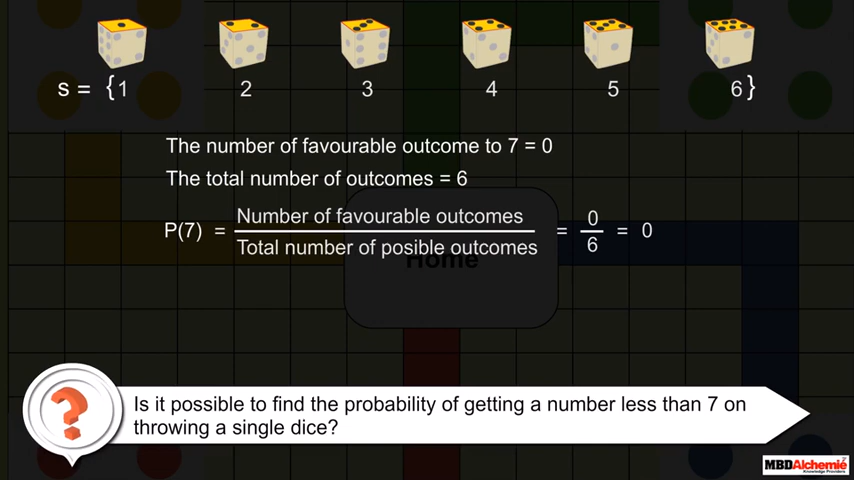 s = {1 2 3 4 5 6}
The number of favourable outcome to 7 = 0
The total number of outcomes = 6
P(7) = Number of favourable outcomes / Total number of posible outcomes = 0/6 = 0
Home
Is it possible to find the probability of getting a number less than 7 on
throwing a single dice?
MBDAlchemie
Knowledge Providers